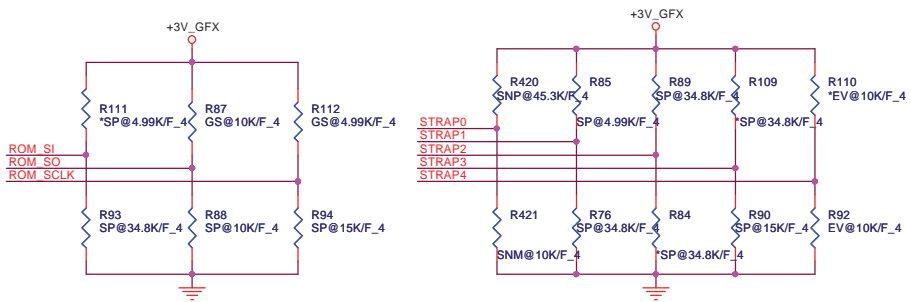 +3V_GFX
R111
*SP@4.99K/F_4
R87
GS@10K/F_4
R112
GS@4.99K/F_4
ROM_SI
ROM_SO
ROM_SCLK
R93
SP@34.8K/F_4
R88
SP@10K/F_4
R94
SP@15K/F_4
+3V_GFX
R420
SNP@45.3K/F_4
R85
SP@4.99K/F_4
R89
SP@34.8K/F_4
R109
*SP@34.8K/F_4
R110
*EV@10K/F_4
STRAP0
STRAP1
STRAP2
STRAP3
STRAP4
R421
SNM@10K/F_4
R76
SP@34.8K/F_4
R84
*SP@34.8K/F_4
R90
SP@15K/F_4
R92
EV@10K/F_4